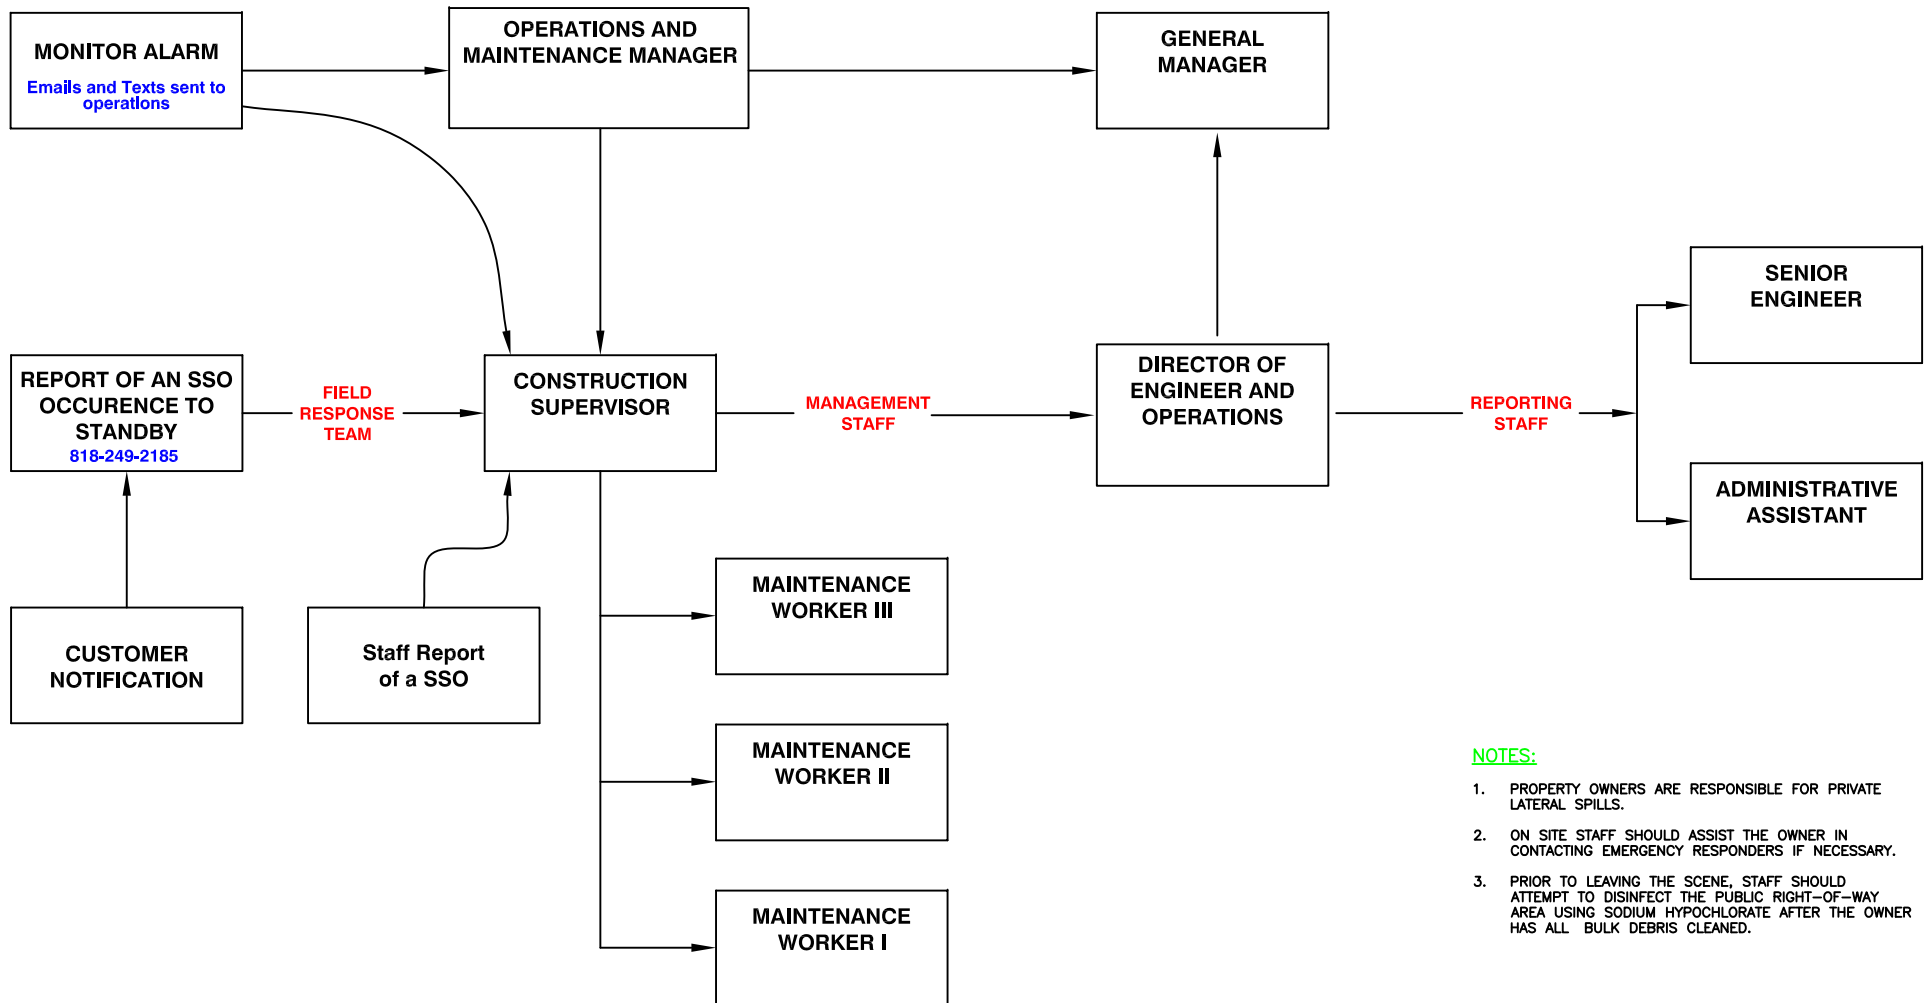 MONITOR ALARM
Emails and Texts sent to
operations
OPERATIONS AND
MAINTENANCE MANAGER
GENERAL
MANAGER
SENIOR
ENGINEER
REPORT OF AN SSO
OCCURENCE TO
STANDBY
818-249-2185
FIELD
RESPONSE
TEAM
CONSTRUCTION
SUPERVISOR
MANAGEMENT
STAFF
DIRECTOR OF
ENGINEER AND
OPERATIONS
REPORTING
STAFF
ADMINISTRATIVE
ASSISTANT
CUSTOMER
NOTIFICATION
Staff Report
of a SSO
MAINTENANCE
WORKER III
MAINTENANCE
WORKER II
MAINTENANCE
WORKER I
NOTES:
1. PROPERTY OWNERS ARE RESPONSIBLE FOR PRIVATE
LATERAL SPILLS.
2. ON SITE STAFF SHOULD ASSIST THE OWNER IN
CONTACTING EMERGENCY RESPONDERS IF NECESSARY.
3. PRIOR TO LEAVING THE SCENE, STAFF SHOULD
ATTEMPT TO DISINFECT THE PUBLIC RIGHT-OF-WAY
AREA USING SODIUM HYPOCHLORATE AFTER THE OWNER
HAS ALL BULK DEBRIS CLEANED.